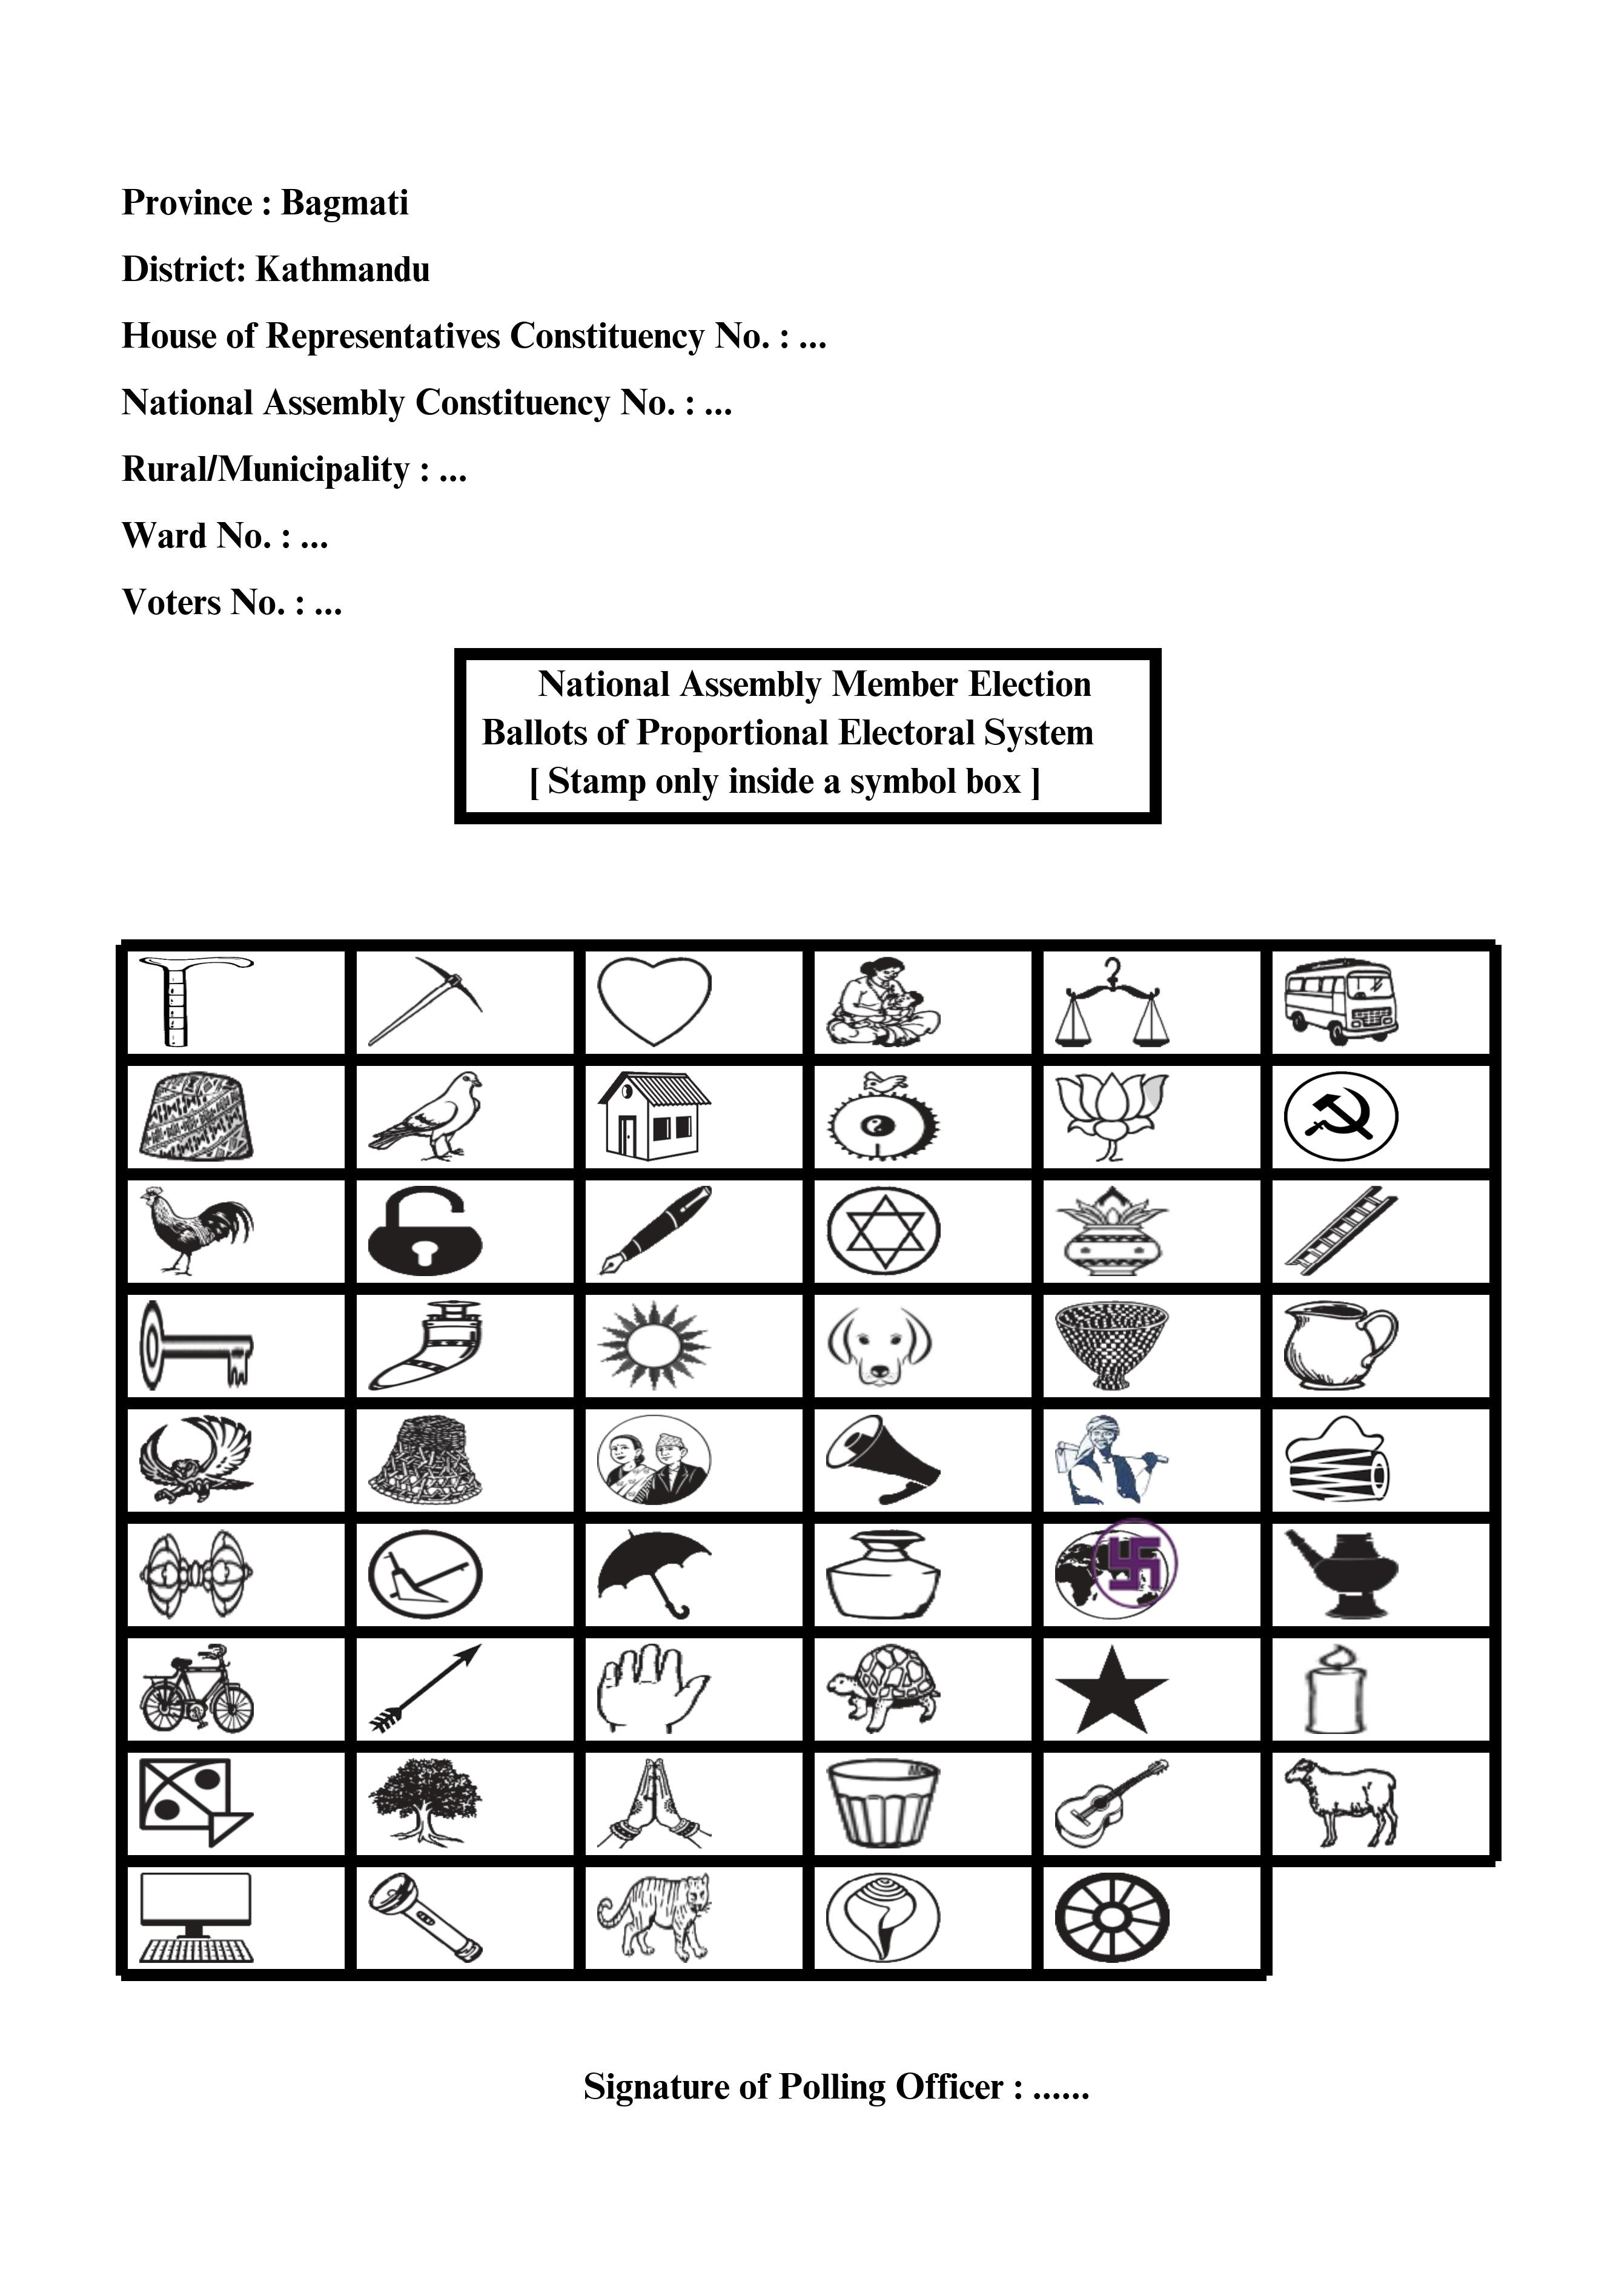 Province : Bagmati
District: Kathmandu
House of Representatives Constituency No. : ...
National Assembly Constituency No. : ...
Rural/Municipality : ...
Ward No. : ...
Voters No. : ...
National Assembly Member Election
Ballots of Proportional Electoral System
[ Stamp only inside a symbol box ]
Signature of Polling Officer : ......